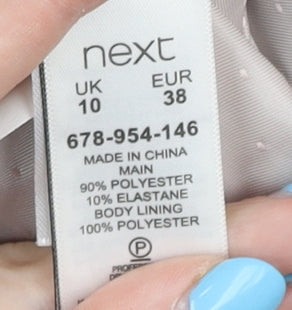 next
UK EUR
10 38
678-954-146
MADE IN CHINA
MAIN
90% POLYESTER
10% ELASTANE
BODY LINING
100% POLYESTER
P